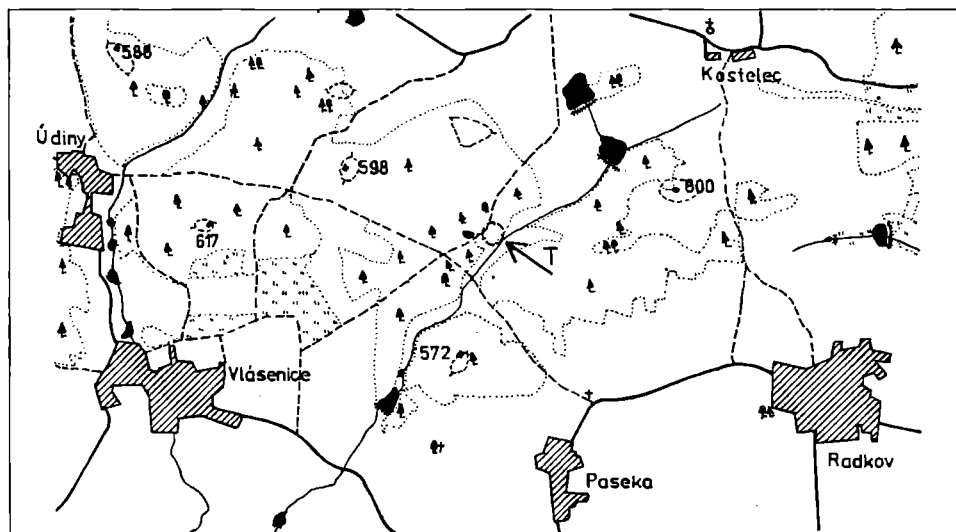 586
Kostelec
Údiny
598
600
617
T
572
Vlásenice
Paseka
Radkov